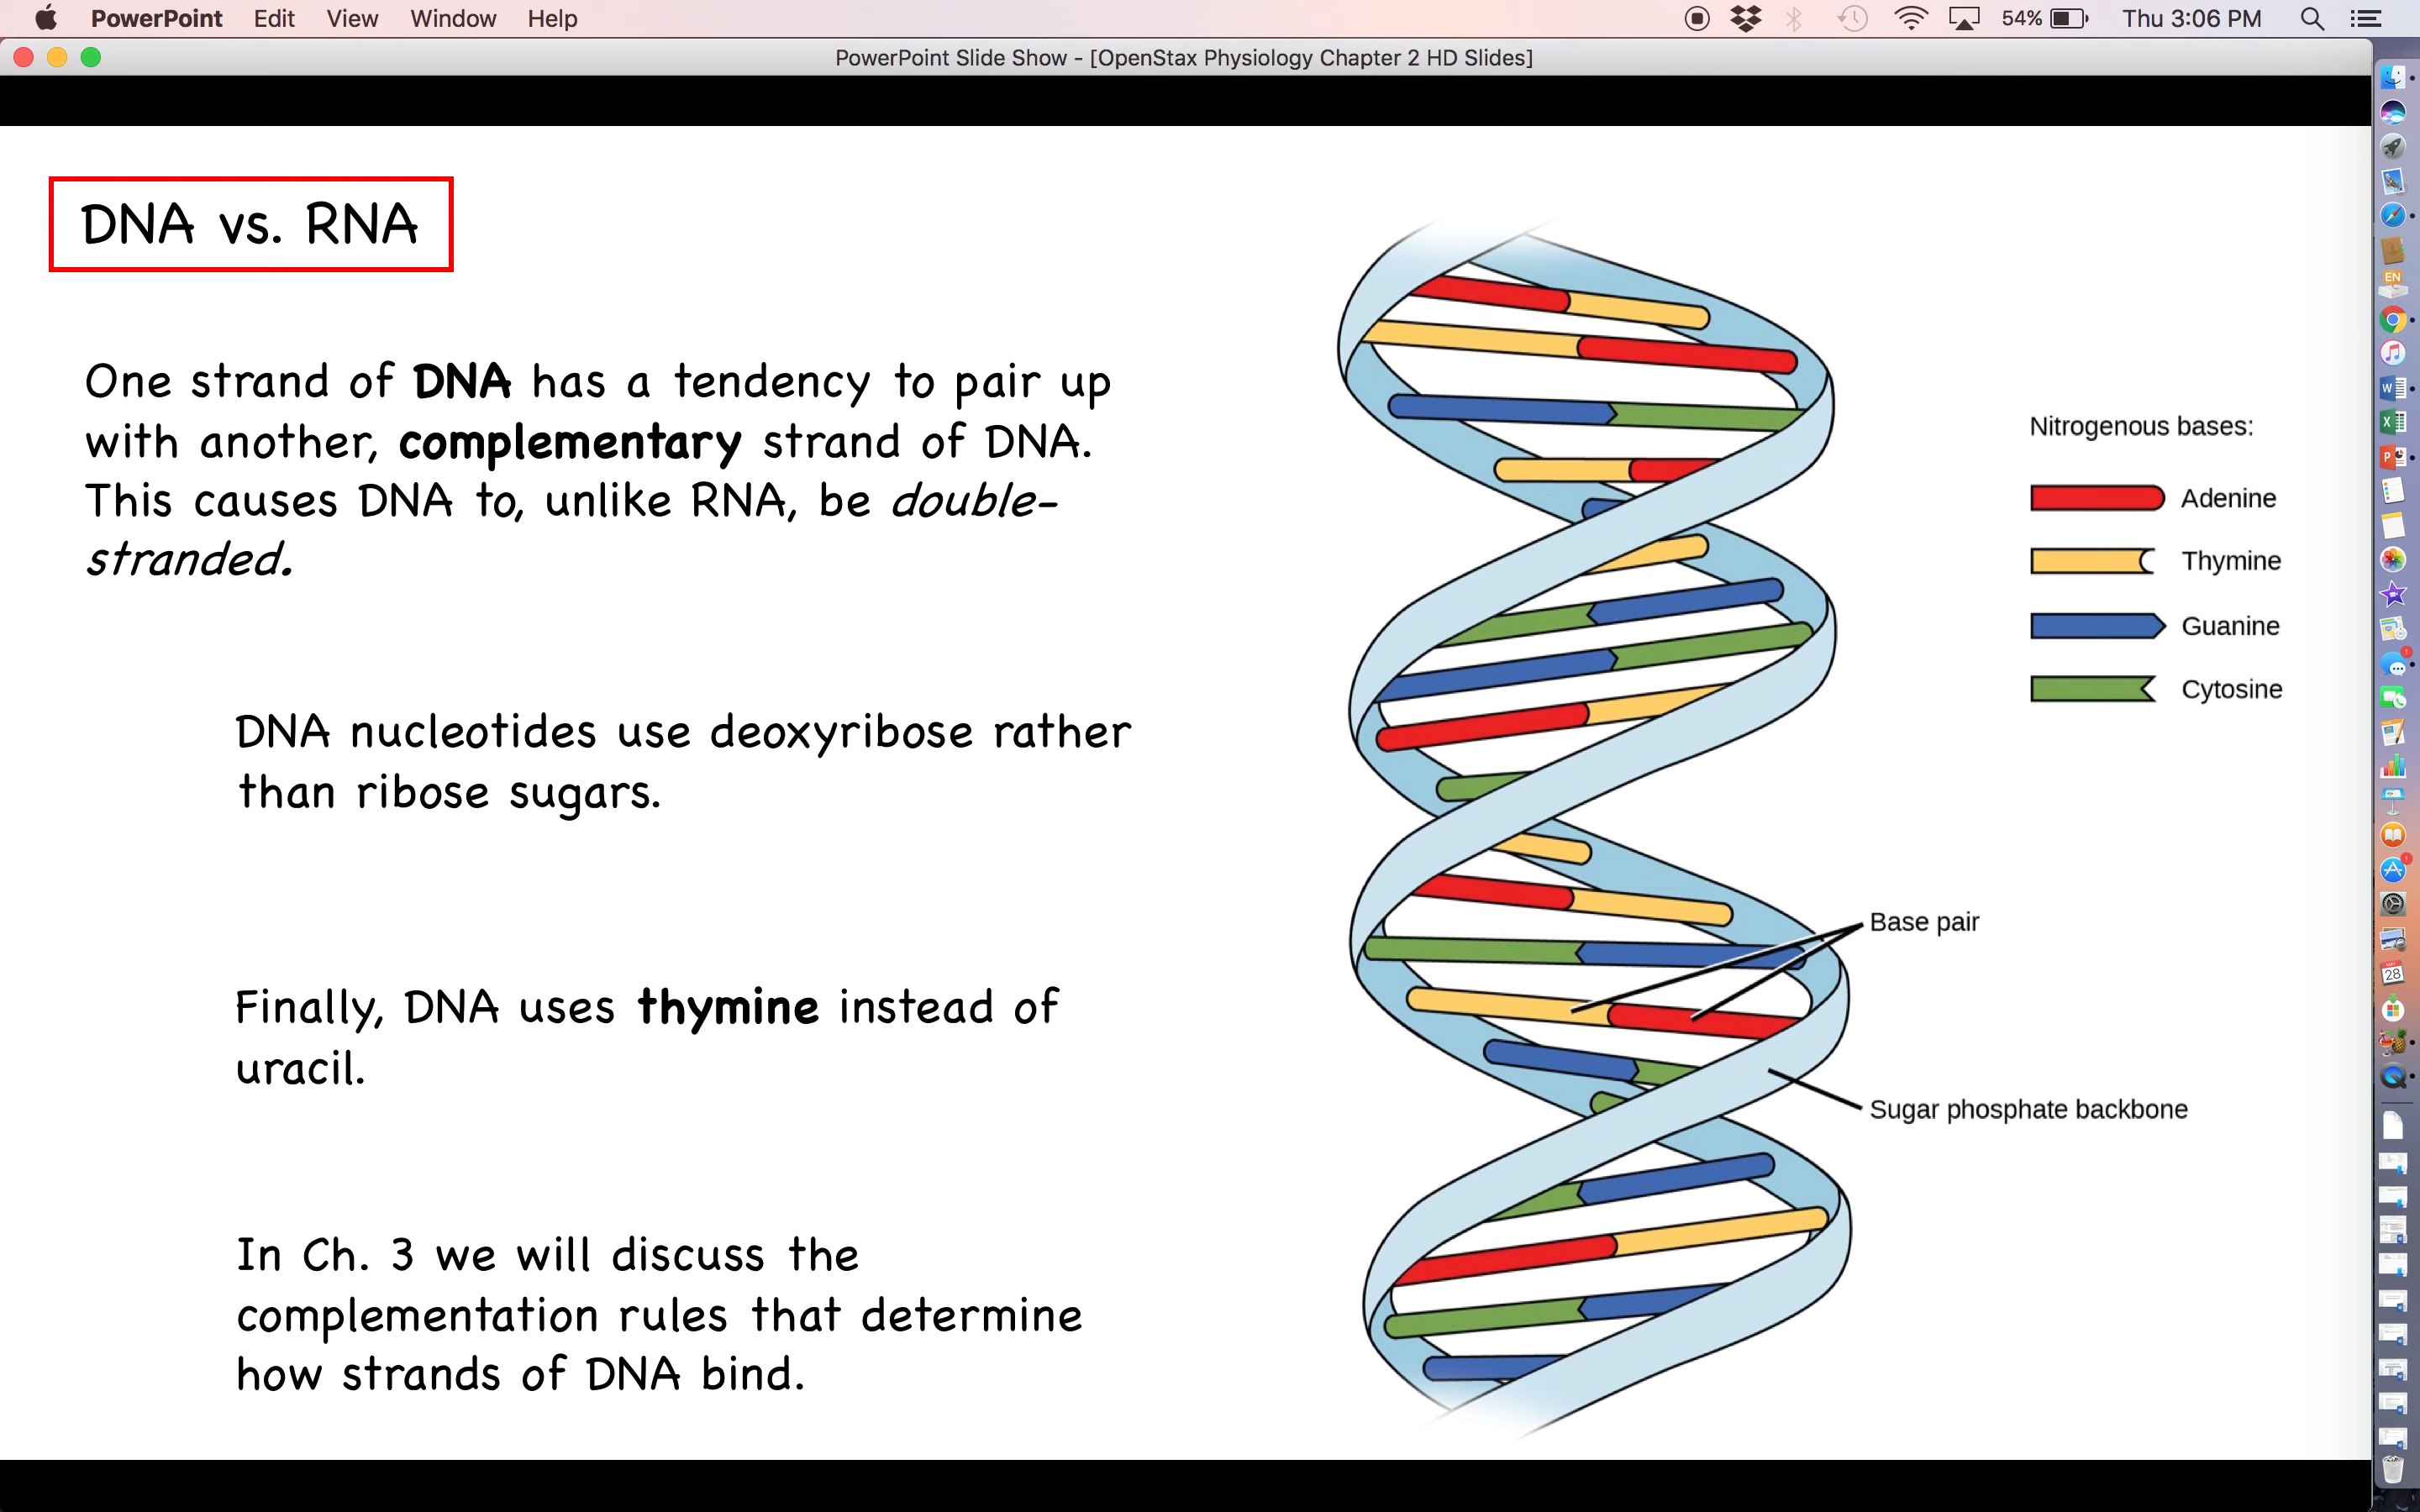 PowerPoint Edit View Window Help 54% Thu 3:06 PM
PowerPoint Slide Show - [OpenStax Physiology Chapter 2 HD Slides]
DNA vs. RNA
One strand of DNA has a tendency to pair up
with another, complementary strand of DNA.
This causes DNA to, unlike RNA, be double-
stranded.
DNA nucleotides use deoxyribose rather
than ribose sugars.
Finally, DNA uses thymine instead of
uracil.
In Ch. 3 we will discuss the
complementation rules that determine
how strands of DNA bind.
Nitrogenous bases:
Adenine
Thymine
Guanine
Cytosine
Base pair
Sugar phosphate backbone
EN
W
X
P
28